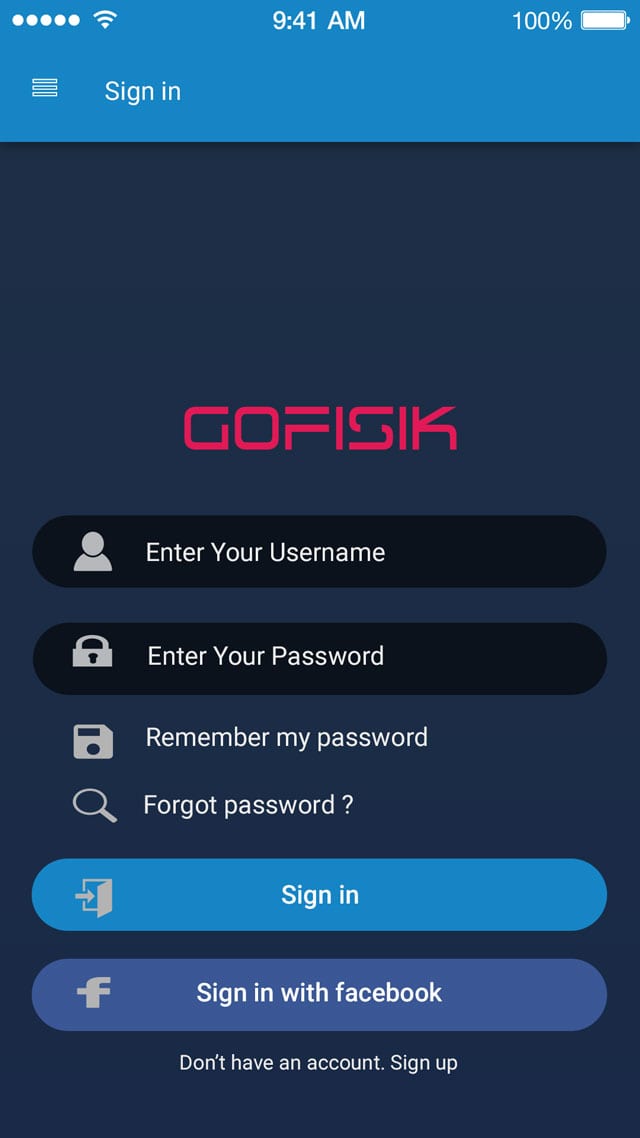 9:41 AM 100%
Sign in
GOFISIK
Enter Your Username
Enter Your Password
Remember my password
Forgot password ?
Sign in
Sign in with facebook
Don’t have an account. Sign up